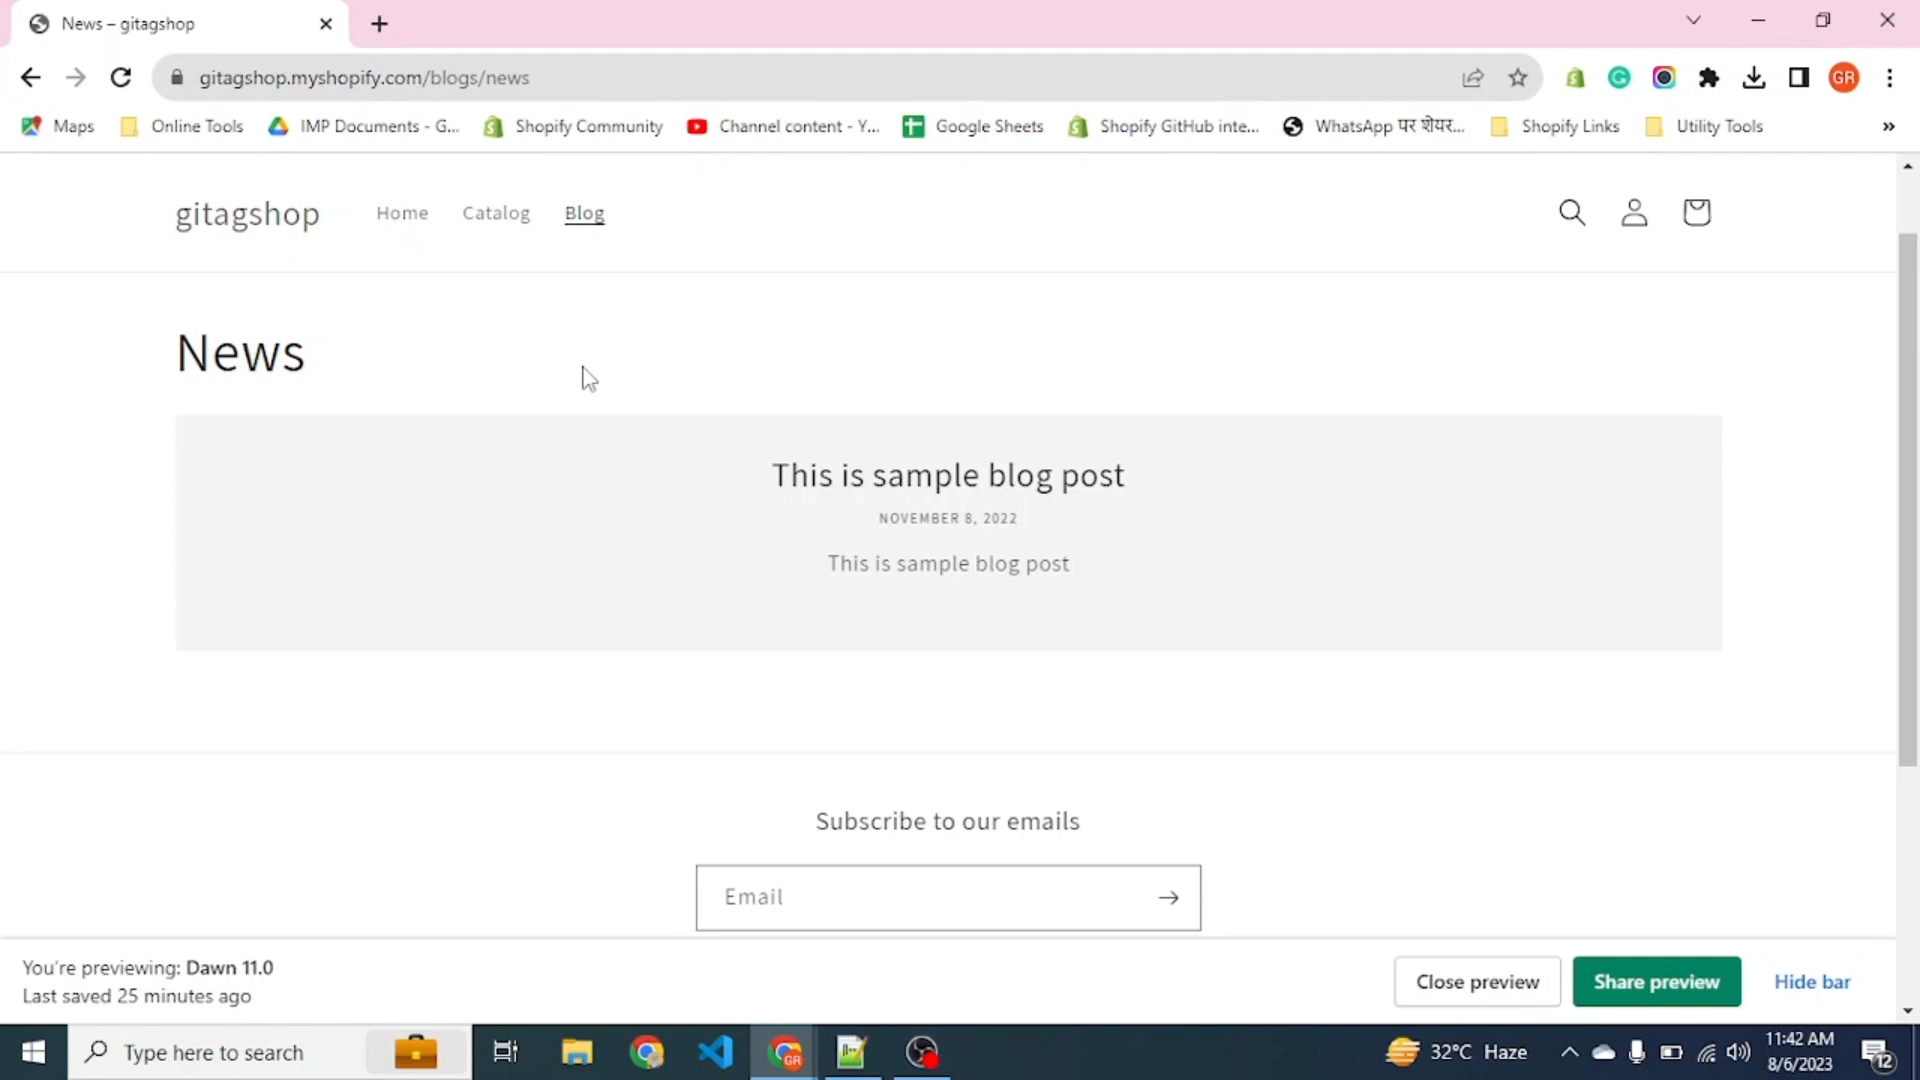 News – gitagshop
gitagshop.myshopify.com/blogs/news
GR
Maps
Online Tools
IMP Documents - G...
Shopify Community
Channel content - Y...
Google Sheets
Shopify GitHub inte...
WhatsApp पर शेयर...
Shopify Links
Utility Tools
»
gitagshop
Home
Catalog
Blog
News
This is sample blog post
NOVEMBER 8, 2022
This is sample blog post
Subscribe to our emails
Email
You're previewing: Dawn 11.0
Last saved 25 minutes ago
Close preview
Share preview
Hide bar
Type here to search
GR
32°C Haze
11:42 AM
8/6/2023
12